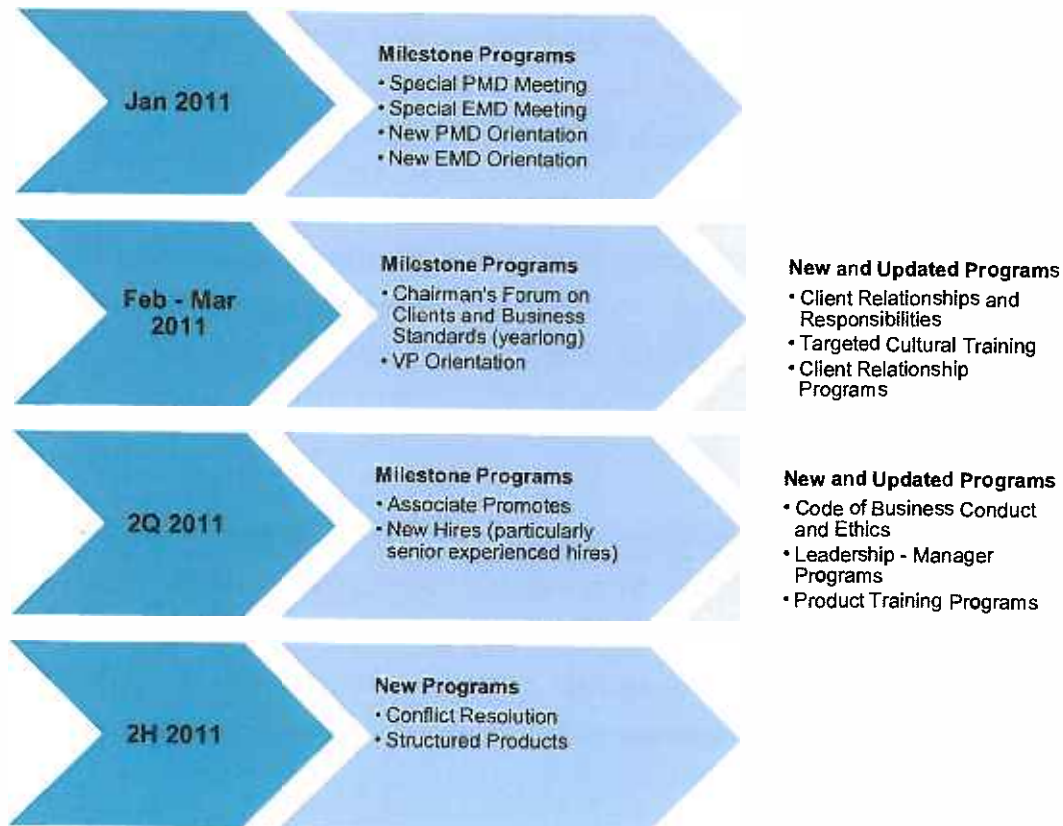 Jan 2011
Milestone Programs
• Special PMD Meeting
• Special EMD Meeting
• New PMD Orientation
• New EMD Orientation
Feb - Mar
2011
Milestone Programs
• Chairman's Forum on
Clients and Business
Standards (yearlong)
• VP Orientation
New and Updated Programs
• Client Relationships and
Responsibilities
• Targeted Cultural Training
• Client Relationship
Programs
2Q 2011
Milestone Programs
• Associate Promotes
• New Hires (particularly
senior experienced hires)
New and Updated Programs
• Code of Business Conduct
and Ethics
• Leadership - Manager
Programs
• Product Training Programs
2H 2011
New Programs
• Conflict Resolution
• Structured Products